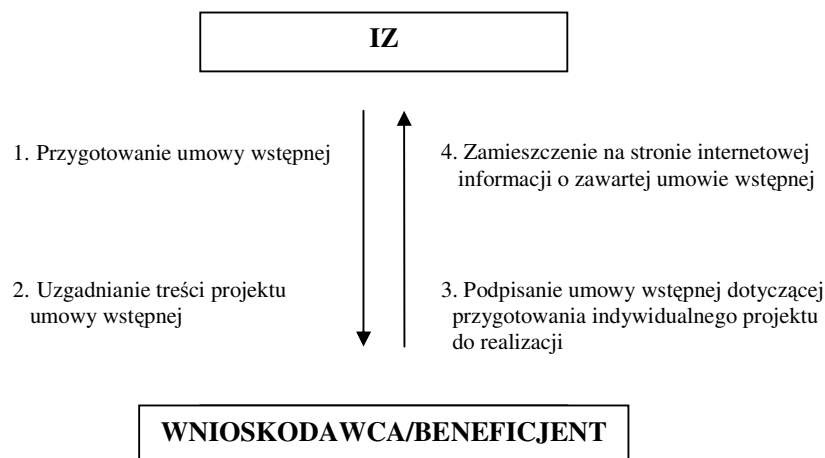 IZ
1. Przygotowanie umowy wstępnej
2. Uzgadnianie treści projektu
umowy wstępnej
4. Zamieszczenie na stronie internetowej
informacji o zawartej umowie wstępnej
3. Podpisanie umowy wstępnej dotyczącej
przygotowania indywidualnego projektu
do realizacji
WNIOSKODAWCA/BENEFICJENT